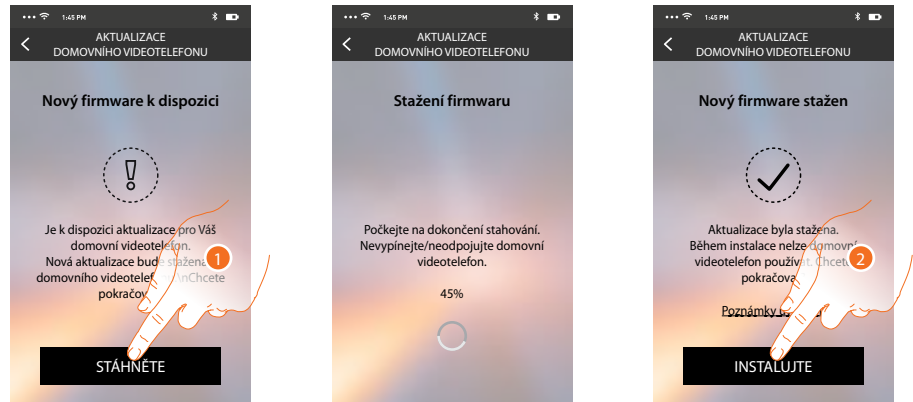 1:45 PM
AKTUALIZACE
DOMOVNÍHO VIDEOTELEFONU
Nový firmware k dispozici
Je k dispozici aktualizace pro Váš
domovní videotelefon.
Nová aktualizace bude stažena
domovního videotelef \nChcete
pokračov
1
STÁHNĚTE
1:45 PM
AKTUALIZACE
DOMOVNÍHO VIDEOTELEFONU
Stažení firmwaru
Počkejte na dokončení stahování.
Nevypínejte/neodpojujte domovní
videotelefon.
45%
1:45 PM
AKTUALIZACE
DOMOVNÍHO VIDEOTELEFONU
Nový firmware stažen
Aktualizace byla stažena.
Během instalace nelze domovní
videotelefon používat. Chcete
pokračova
2
Poznámky
INSTALUJTE